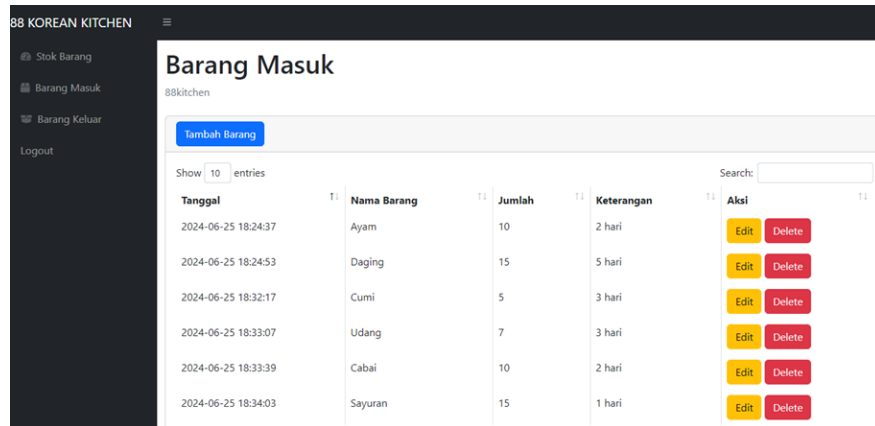 88 KOREAN KITCHEN
Stok Barang
Barang Masuk
Barang Keluar
Logout
Barang Masuk
88kitchen
Tambah Barang
Show 10 entries Search:
Tanggal Nama Barang Jumlah Keterangan Aksi
2024-06-25 18:24:37 Ayam 10 2 hari Edit Delete
2024-06-25 18:24:53 Daging 15 5 hari Edit Delete
2024-06-25 18:32:17 Cumi 5 3 hari Edit Delete
2024-06-25 18:33:07 Udang 7 3 hari Edit Delete
2024-06-25 18:33:39 Cabai 10 2 hari Edit Delete
2024-06-25 18:34:03 Sayuran 15 1 hari Edit Delete